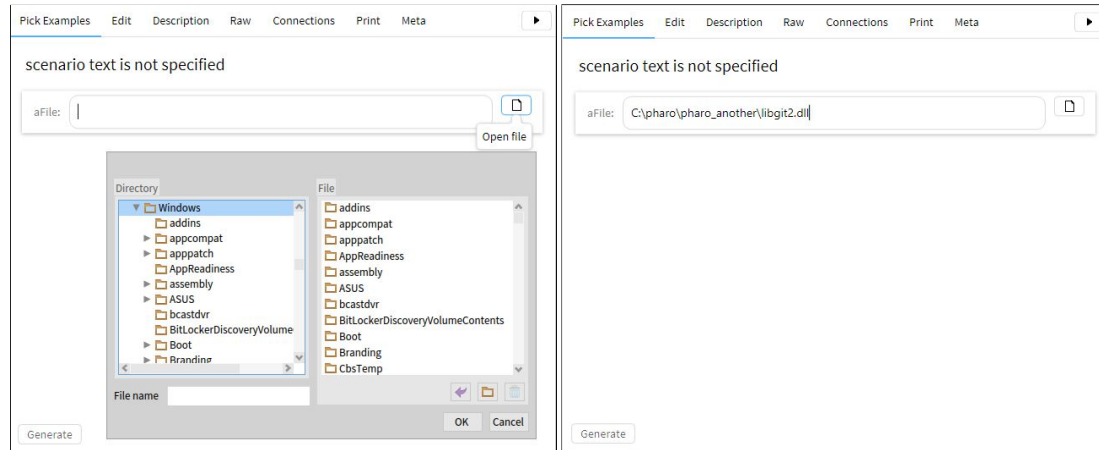 Pick Examples Edit Description Raw Connections Print Meta
scenario text is not specified
aFile:
Open file
Directory
Windows
addins
appcompat
apppatch
AppReadiness
assembly
ASUS
bcastdvr
BitLockerDiscoveryVolume
Boot
Branding
File
addins
appcompat
apppatch
AppReadiness
assembly
ASUS
bcastdvr
BitLockerDiscoveryVolumeContents
Boot
Branding
CbsTemp
File name
OK Cancel
Generate
Pick Examples Edit Description Raw Connections Print Meta
scenario text is not specified
aFile: C:\pharo\pharo_another\libgit2.dll
Generate